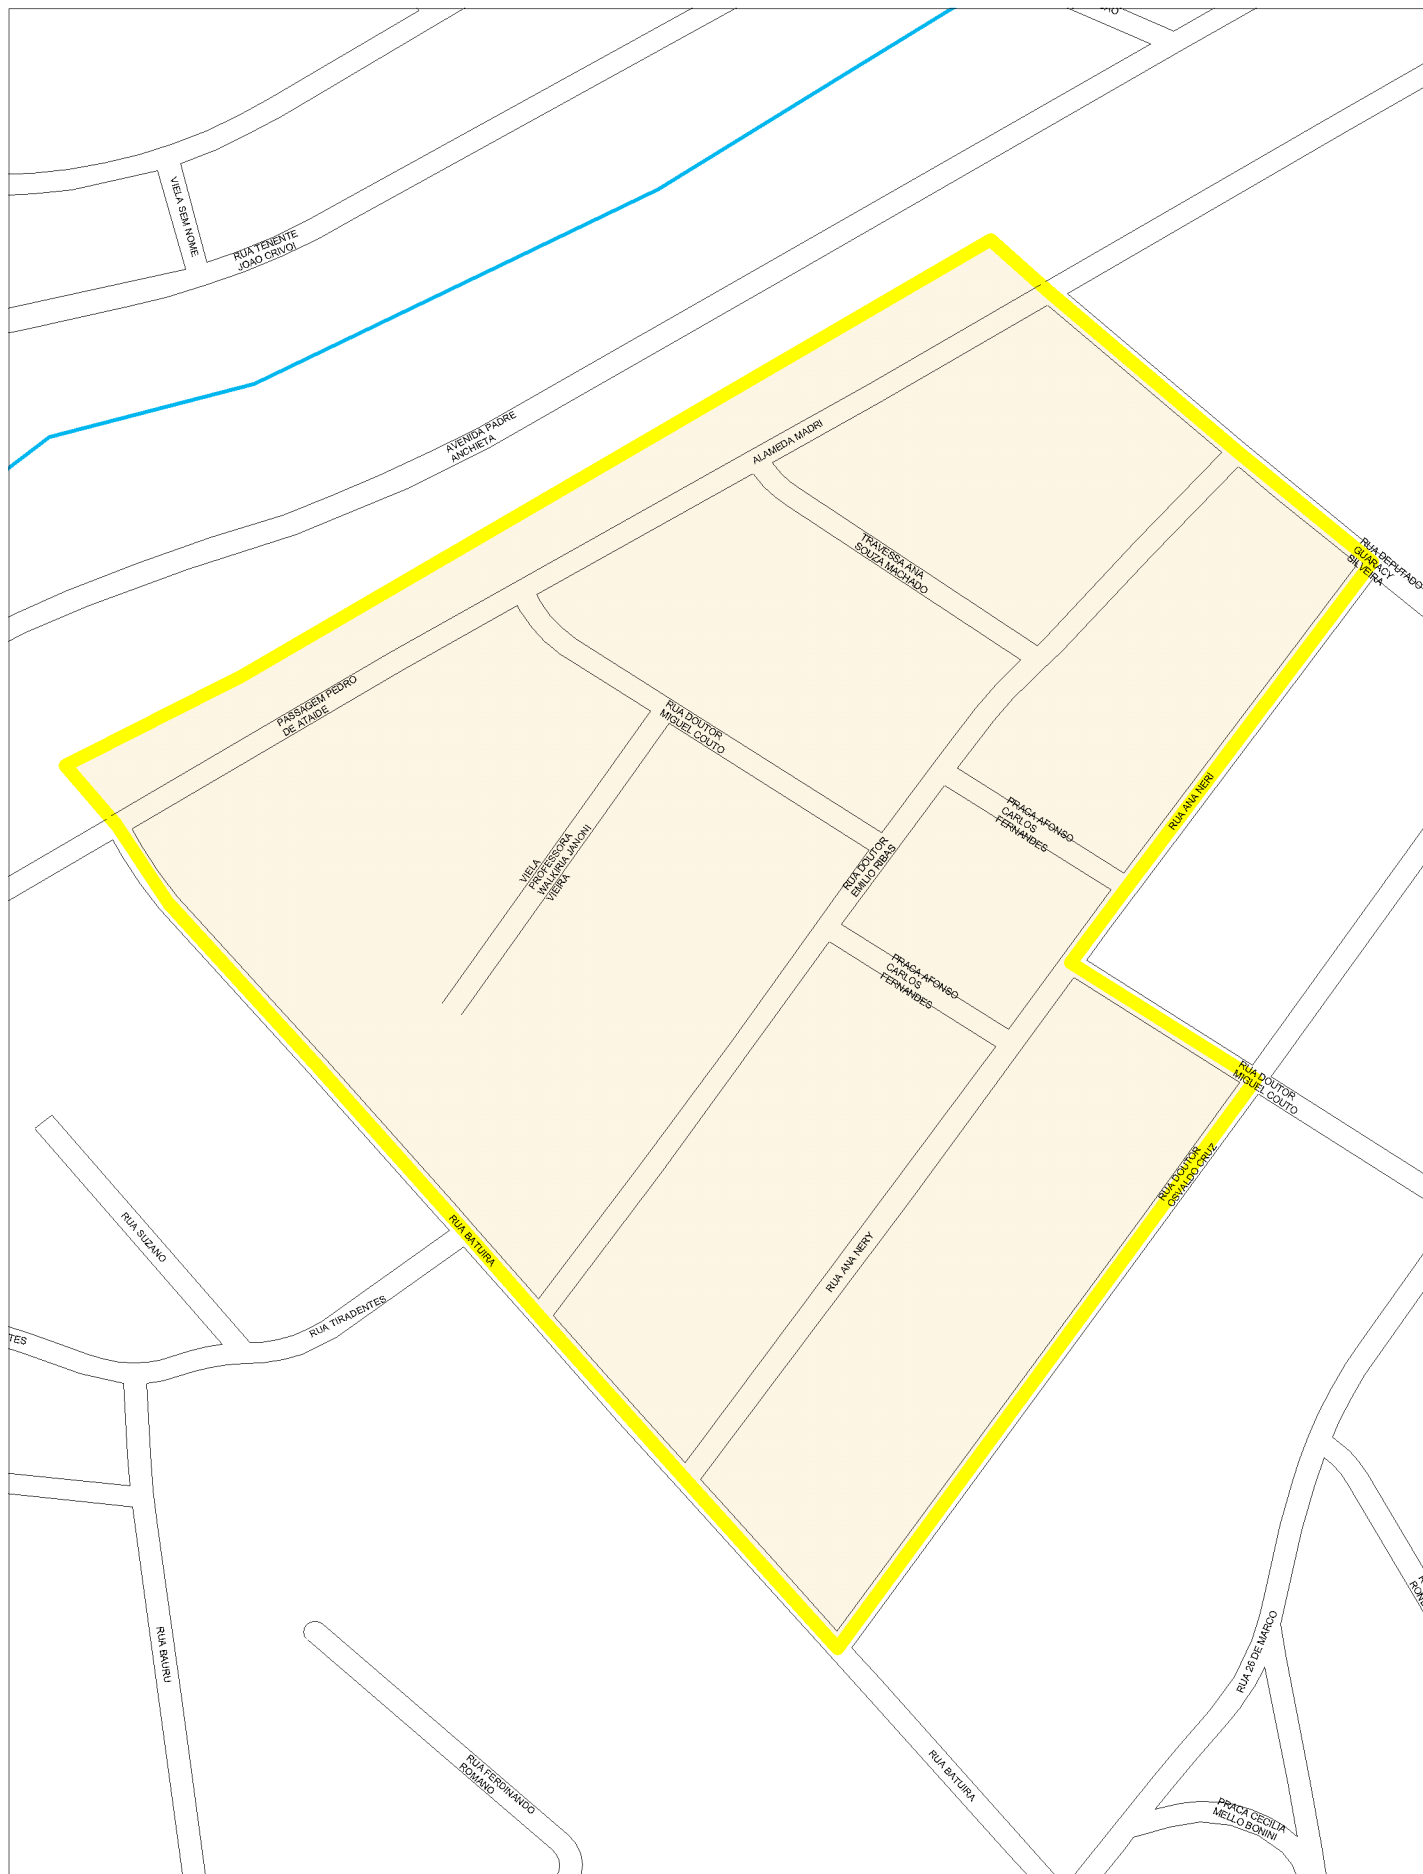 VIELA SEM NOME
RUA TENENTE
JOAO CRIVOI
AVENIDA PADRE
ANCHIETA
ALAMEDA MADRI
TRAVESSA ANA
SOUZA MACHADO
RUA DEPUTADO
GUARACY
SILVEIRA
PASSAGEM PEDRO
DE ATAIDE
RUA DOUTOR
MIGUEL COUTO
RUA ANA NERI
PRACA AFONSO
CARLOS
FERNANDES
VIELA
PROFESSORA
WALKIRIA JANONI
VIEIRA
RUA DOUTOR
EMILIO RIBAS
PRACA AFONSO
CARLOS
FERNANDES
RUA DOUTOR
MIGUEL COUTO
RUA DOUTOR
OSVALDO CRUZ
RUA SUZANO
RUA BATUIRA
RUA ANA NERY
RUA TIRADENTES
TES
RUA BAURU
RUA 26 DE MARCO
RUA FERDINANDO
ROMANO
RUA BATUIRA
PRACA CECILIA
MELLO BONINI